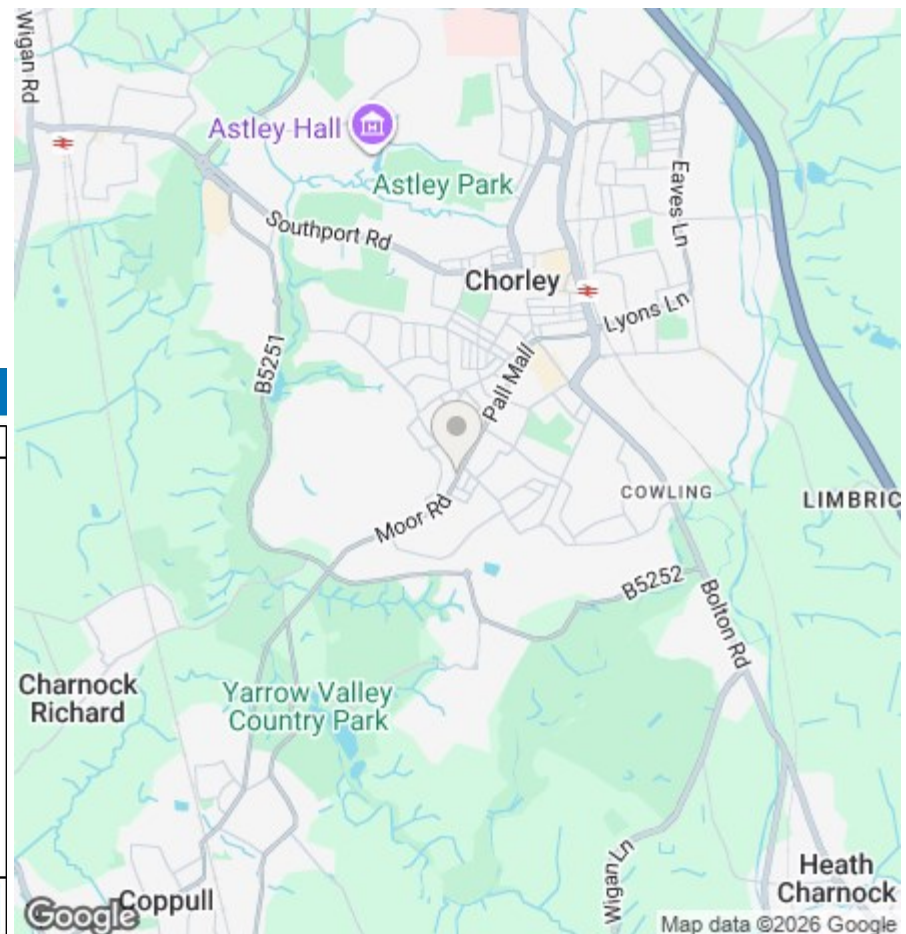 Wigan Rd
Astley Hall
Astley Park
Eaves Ln
Southport Rd
Chorley
Lyons Ln
B5251
Pall Mall
COWLING
LIMBRIC
Moor Rd
B5252
Bolton Rd
Charnock
Richard
Yarrow Valley
Country Park
Wigan Ln
Heath
Charnock
Coppull
Google
Map data ©2026 Google